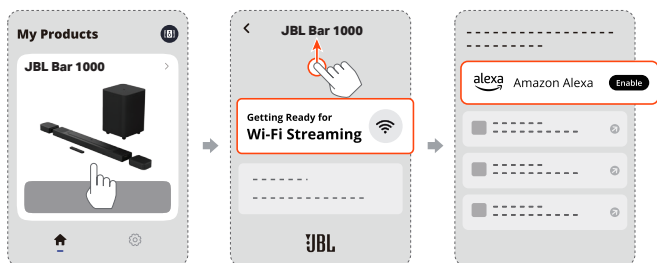 My Products
JBL Bar 1000
JBL Bar 1000
Getting Ready for
Wi-Fi Streaming
JBL
alexa Amazon Alexa Enable